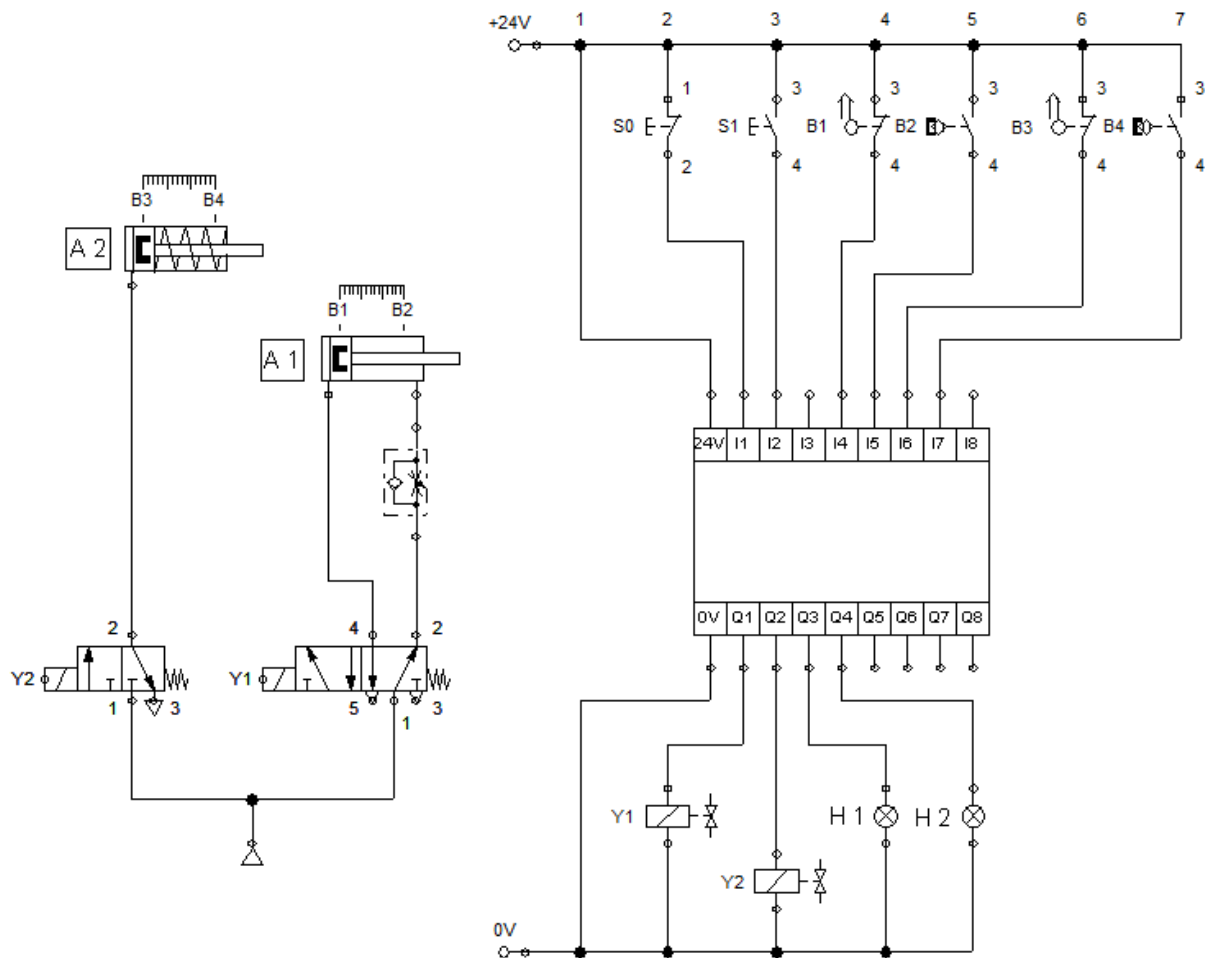 +24V 1 2 3 4 5 6 7
1 3 3 3 3 3
S0 S1 B1 B2 B3 B4
2 4 4 4 4 4
B3 B4
A 2
B1 B2
A 1
24V I1 I2 I3 I4 I5 I6 I7 I8
0V Q1 Q2 Q3 Q4 Q5 Q6 Q7 Q8
2 4 2
Y2 Y1
1 3 5 1 3
Y1 H 1 H 2
Y2
0V